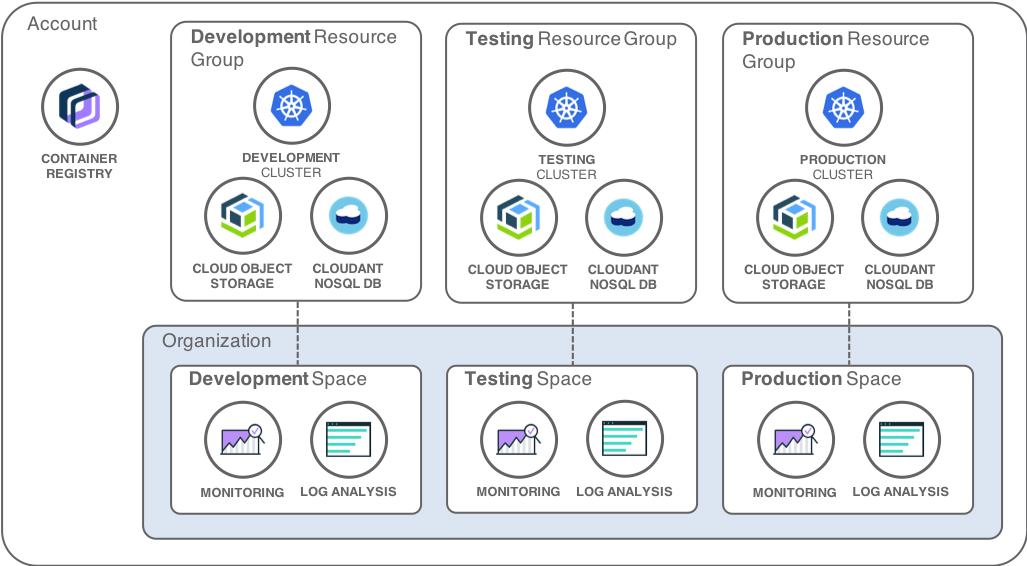 Account
CONTAINER
REGISTRY
Development Resource
Group
DEVELOPMENT
CLUSTER
CLOUD OBJECT
STORAGE
CLOUDANT
NOSQL DB
Testing Resource Group
TESTING
CLUSTER
CLOUD OBJECT
STORAGE
CLOUDANT
NOSQL DB
Production Resource
Group
PRODUCTION
CLUSTER
CLOUD OBJECT
STORAGE
CLOUDANT
NOSQL DB
Organization
Development Space
MONITORING
LOG ANALYSIS
Testing Space
MONITORING
LOG ANALYSIS
Production Space
MONITORING
LOG ANALYSIS